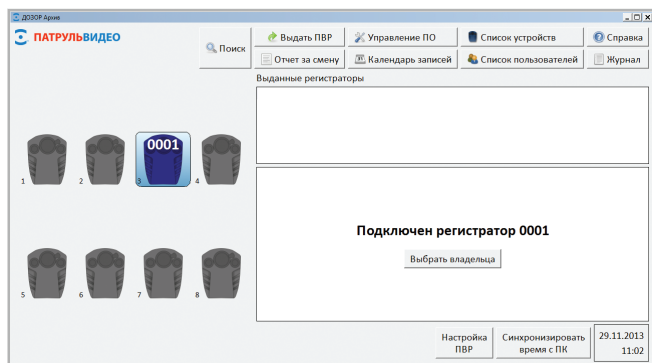 ДОЗОР Архив
ПАТРУЛЬВИДЕО
Поиск
Выдать ПВР
Управление ПО
Список устройств
Справка
Отчет за смену
Календарь записей
Список пользователей
Журнал
Выданные регистраторы
0001
1 2 3 4
Подключен регистратор 0001
Выбрать владельца
5 6 7 8
Настройка
ПВР
Синхронизировать
время с ПК
29.11.2013
11:02